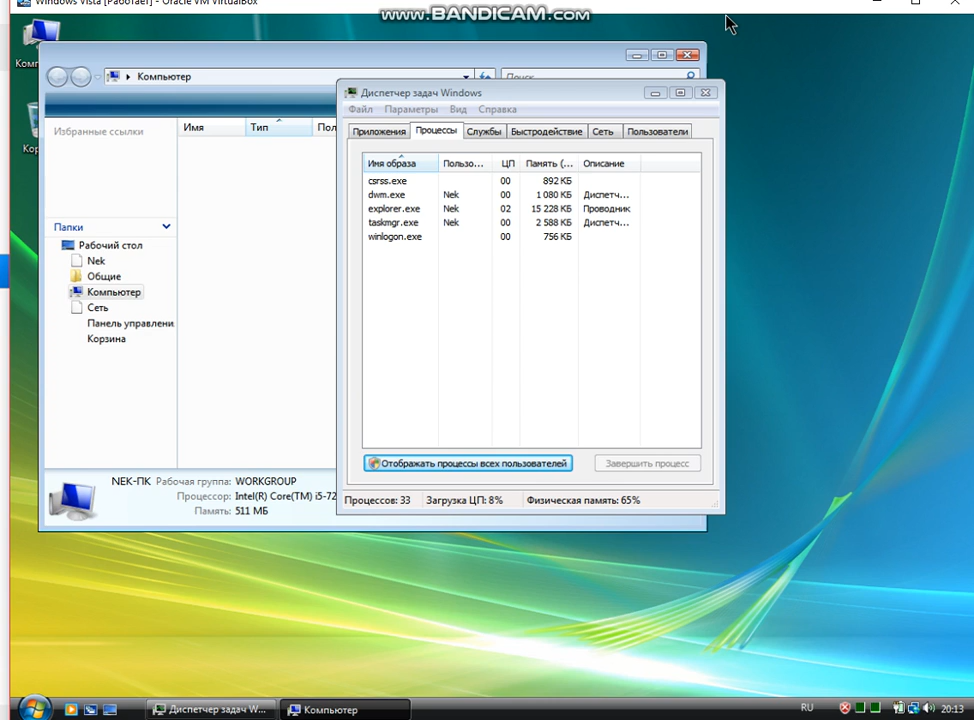 Windows Vista [Работает] - Oracle VM VirtualBox
www.BANDICAM.com
Компьютер
Поиск
Избранные ссылки
Имя
Тип
Папки
Рабочий стол
Nek
Общие
Компьютер
Сеть
Панель управлени
Корзина
NEK-ПК Рабочая группа: WORKGROUP
Процессор: Intel(R) Core(TM) i5-72
Память: 511 МБ
Диспетчер задач Windows
Файл Параметры Вид Справка
Приложения Процессы Службы Быстродействие Сеть Пользователи
Имя образа Пользо... ЦП Память (... Описание
csrss.exe 00 892 КБ
dwm.exe Nek 00 1 080 КБ Диспетч...
explorer.exe Nek 02 15 228 КБ Проводник
taskmgr.exe Nek 00 2 588 КБ Диспетч...
winlogon.exe 00 756 КБ
Отображать процессы всех пользователей
Завершить процесс
Процессов: 33 Загрузка ЦП: 8% Физическая память: 65%
Диспетчер задач W...
Компьютер
RU
20:13